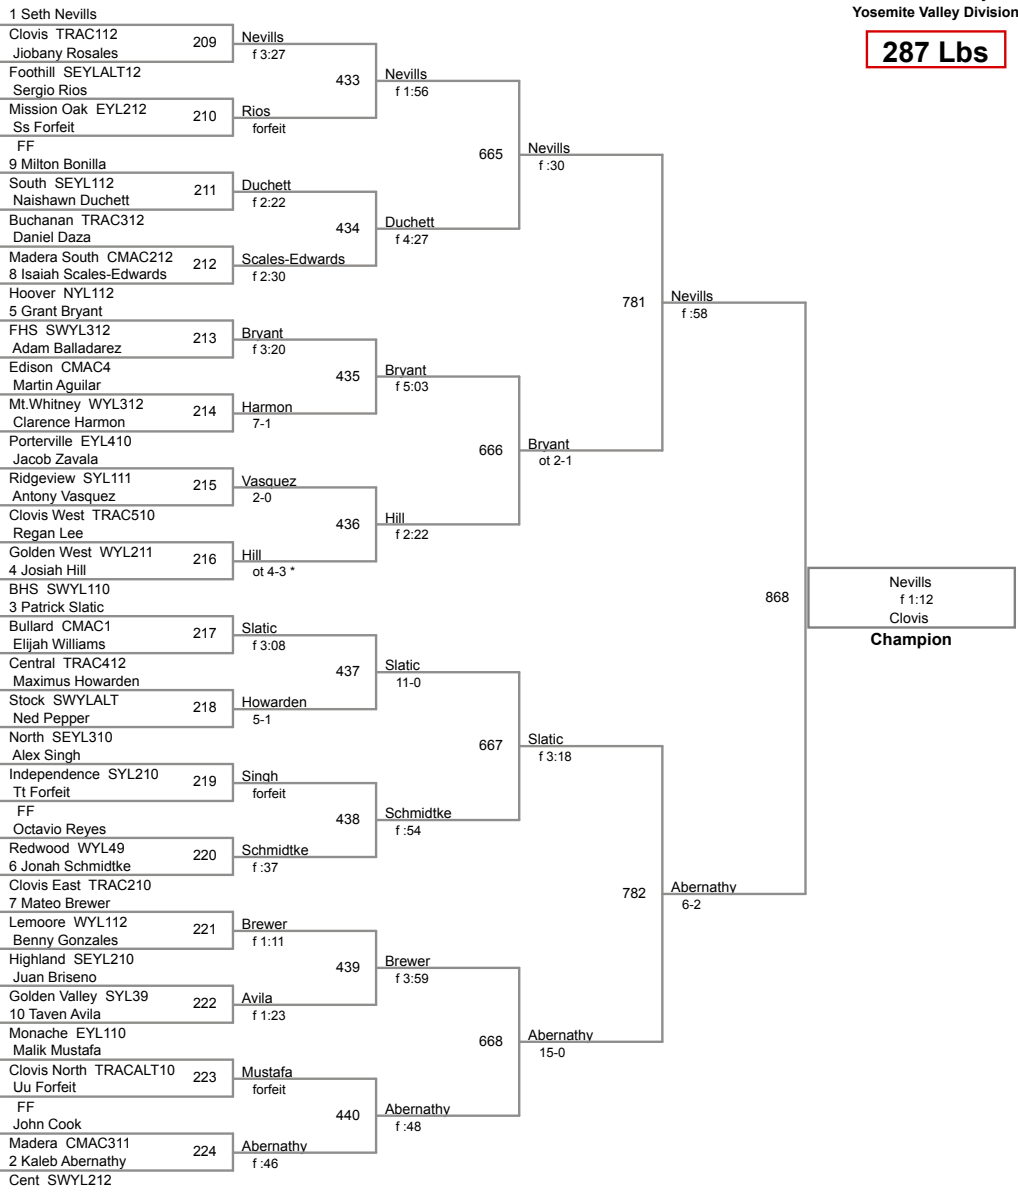 Yosemite Valley Division
287 Lbs
1 Seth Nevills
Clovis TRAC112
Jiobany Rosales
Foothill SEYLALT12
Sergio Rios
Mission Oak EYL212
Ss Forfeit
FF
9 Milton Bonilla
South SEYL112
Naishawn Duchett
Buchanan TRAC312
Daniel Daza
Madera South CMAC212
8 Isaiah Scales-Edwards
Hoover NYL112
5 Grant Bryant
FHS SWYL312
Adam Balladarez
Edison CMAC4
Martin Aguilar
Mt.Whitney WYL312
Clarence Harmon
Porterville EYL410
Jacob Zavala
Ridgeview SYL111
Antony Vasquez
Clovis West TRAC510
Regan Lee
Golden West WYL211
4 Josiah Hill
BHS SWYL110
3 Patrick Slatic
Bullard CMAC1
Elijah Williams
Central TRAC412
Maximus Howarden
Stock SWYLALT
Ned Pepper
North SEYL310
Alex Singh
Independence SYL210
Tt Forfeit
FF
Octavio Reyes
Redwood WYL49
6 Jonah Schmidtke
Clovis East TRAC210
7 Mateo Brewer
Lemoore WYL112
Benny Gonzales
Highland SEYL210
Juan Briseno
Golden Valley SYL39
10 Taven Avila
Monache EYL110
Malik Mustafa
Clovis North TRACALT10
Uu Forfeit
FF
John Cook
Madera CMAC311
2 Kaleb Abernathy
Cent SWYL212
209
210
211
212
213
214
215
216
217
218
219
220
221
222
223
224
Nevills
f 3:27
Rios
forfeit
Duchett
f 2:22
Scales-Edwards
f 2:30
Bryant
f 3:20
Harmon
7-1
Vasquez
2-0
Hill
ot 4-3 *
Slatic
f 3:08
Howarden
5-1
Singh
forfeit
Schmidtke
f :37
Brewer
f 1:11
Avila
f 1:23
Mustafa
forfeit
Abernathy
f :46
433
434
435
436
437
438
439
440
Nevills
f 1:56
Duchett
f 4:27
Bryant
f 5:03
Hill
f 2:22
Slatic
11-0
Schmidtke
f :54
Brewer
f 3:59
Abernathy
f :48
665
666
667
668
Nevills
f :30
Bryant
ot 2-1
Slatic
f 3:18
Abernathy
15-0
781
782
Nevills
f :58
Abernathy
6-2
868
Nevills
f 1:12
Clovis
Champion